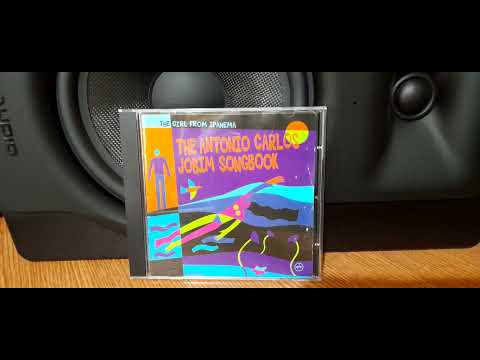 THE GIRL FROM IPANEMA
THE ANTONIO CARLOS
JOBIM SONGBOOK